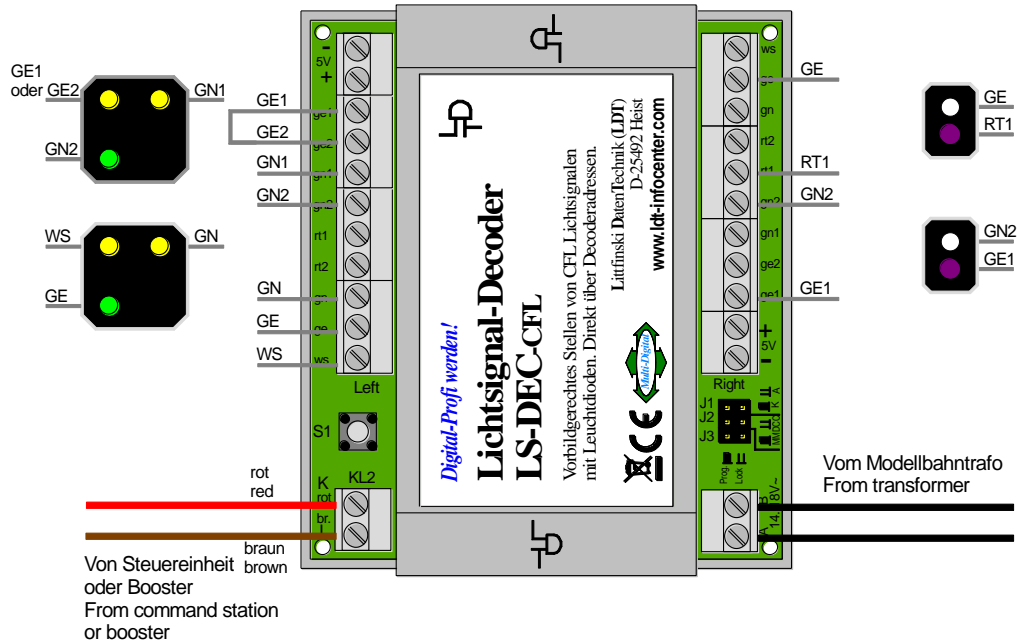 GE1
oder GE2
GN1
GN2
WS
GN
GE
-
5V
+
ge1
ge2
gn1
gn2
rt1
rt2
gn
ge
ws
Left
GE1
GE2
GN1
GN2
GN
GE
WS
S1
K
KL2
rot
br.
rot
red
braun
brown
Von Steuereinheit
oder Booster
From command station
or booster
Digital-Profi werden!
Lichtsignal-Decoder
LS-DEC-CFL
Vorbildgerechtes Stellen von CFL Lichtsignalen
mit Leuchtdioden. Direkt über Decoderadressen.
Littfinski DatenTechnik (LDT)
D-25492 Heist
www.ldt-infocenter.com
Multi-Digital
CE
ws
ge
gn
rt2
rt1
gn2
gn1
ge2
ge1
+
5V
-
Right
GE
RT1
GN2
GE1
J1
J2
J3
K A
MM DCC
Prog.
Lock
B
A
14..18V~
Vom Modellbahntrafo
From transformer
GE
RT1
GN2
GE1